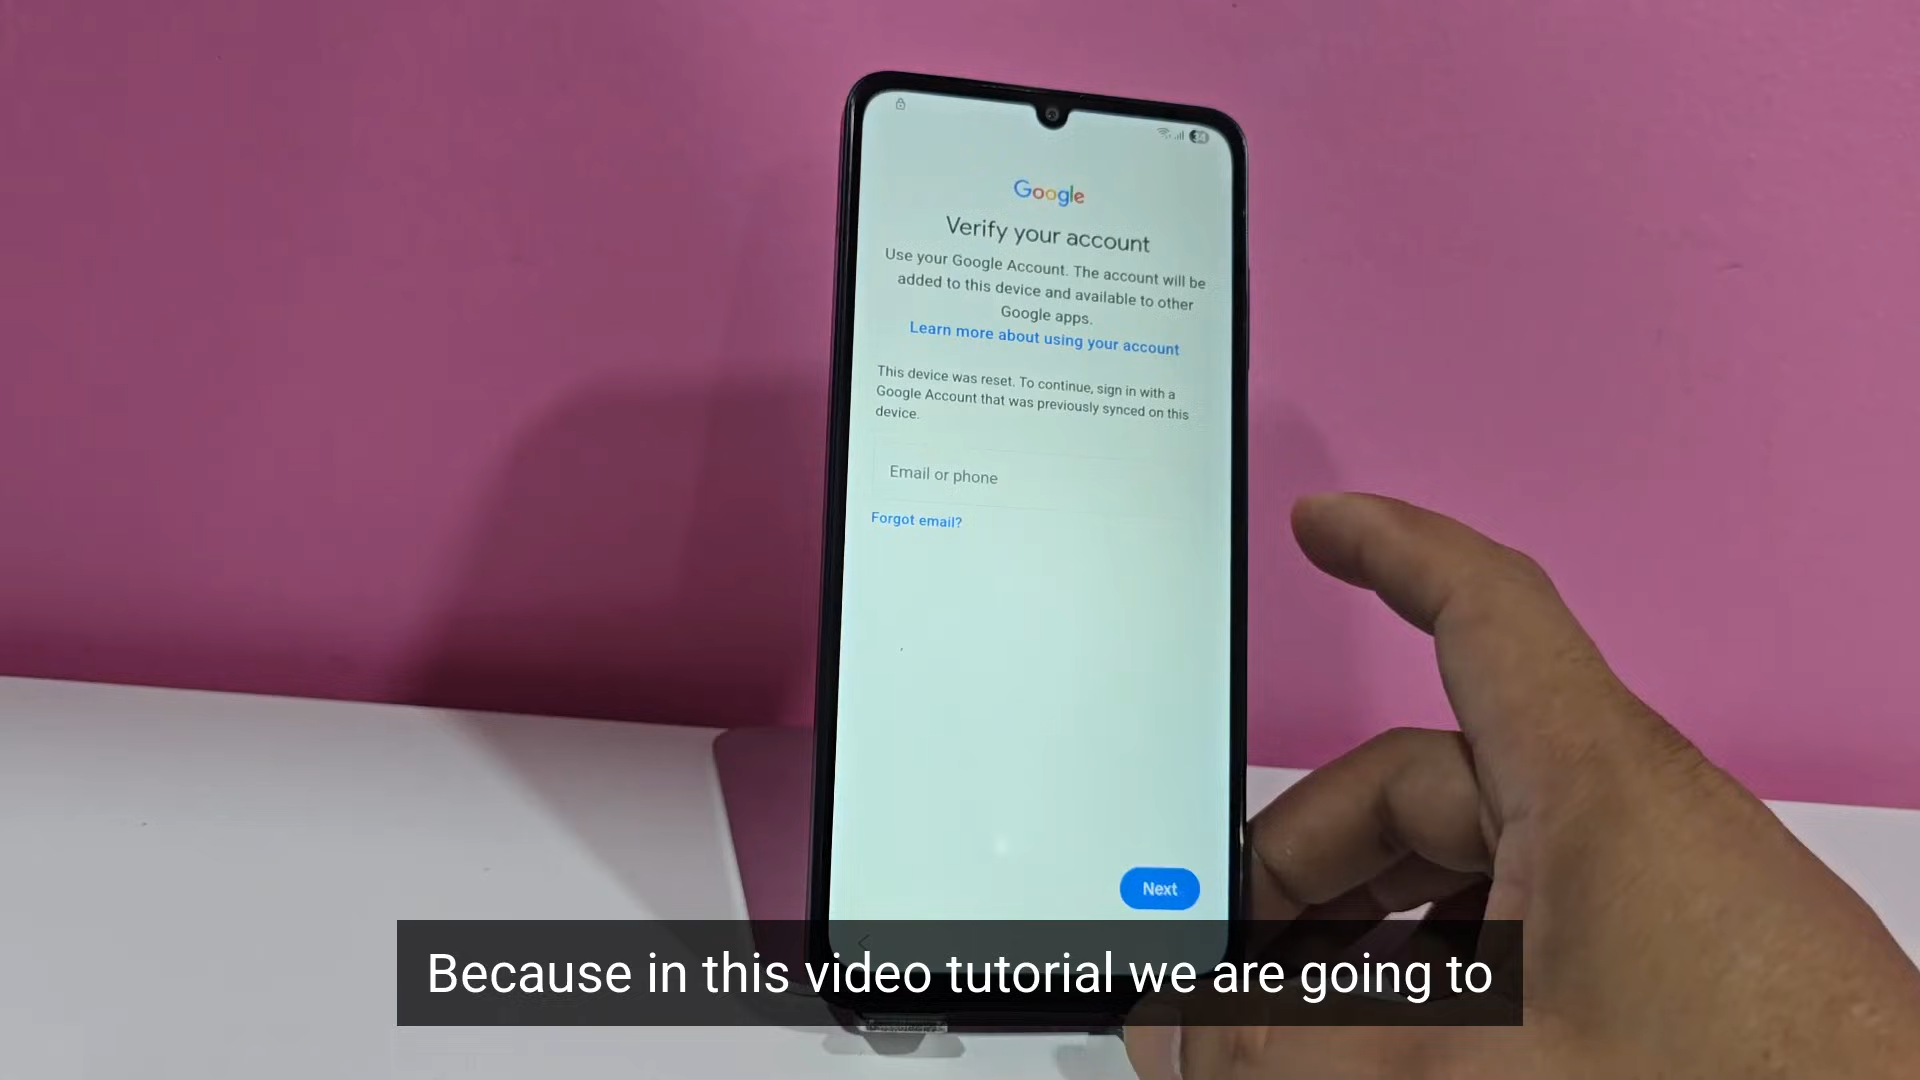 Google
Verify your account
Use your Google Account. The account will be
added to this device and available to other
Google apps.
Learn more about using your account
This device was reset. To continue, sign in with a
Google Account that was previously synced on this
device.
Email or phone
Forgot email?
Next
Because in this video tutorial we are going to